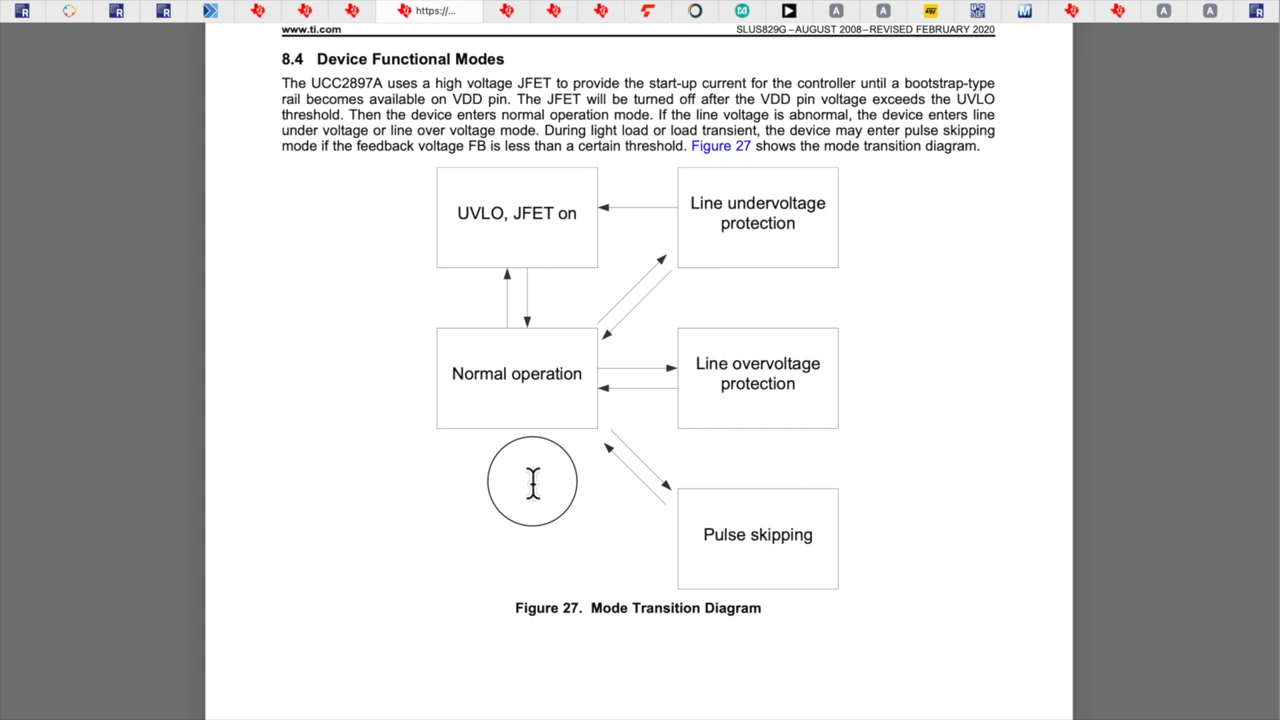 https://...
www.ti.com
SLUS829G – AUGUST 2008 – REVISED FEBRUARY 2020
8.4 Device Functional Modes
The UCC2897A uses a high voltage JFET to provide the start-up current for the controller until a bootstrap-type
rail becomes available on VDD pin. The JFET will be turned off after the VDD pin voltage exceeds the UVLO
threshold. Then the device enters normal operation mode. If the line voltage is abnormal, the device enters line
under voltage or line over voltage mode. During light load or load transient, the device may enter pulse skipping
mode if the feedback voltage FB is less than a certain threshold. Figure 27 shows the mode transition diagram.
UVLO, JFET on
Line undervoltage
protection
Normal operation
Line overvoltage
protection
Pulse skipping
Figure 27. Mode Transition Diagram